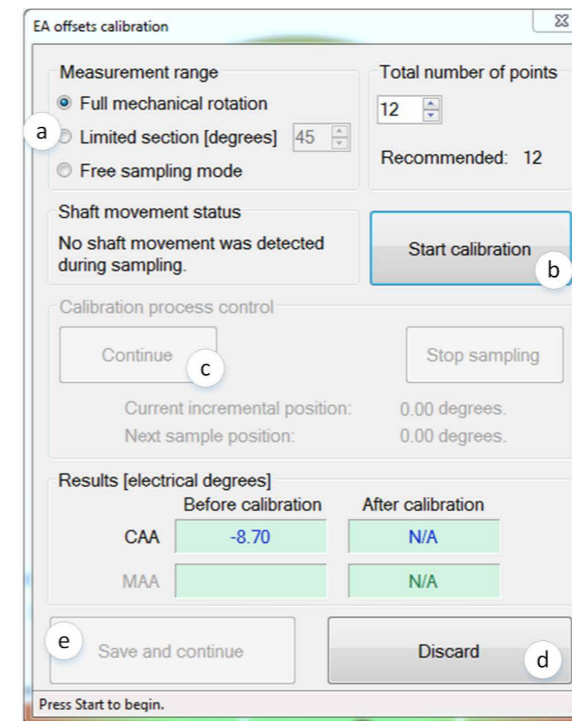 EA offsets calibration
Measurement range
Full mechanical rotation
a
Limited section [degrees] 45
Free sampling mode
Total number of points
12
Recommended: 12
Shaft movement status
No shaft movement was detected
during sampling.
Start calibration
b
Calibration process control
Continue
c
Stop sampling
Current incremental position: 0.00 degrees.
Next sample position: 0.00 degrees.
Results [electrical degrees]
Before calibration After calibration
CAA -8.70 N/A
MAA N/A
e
Save and continue
Discard
d
Press Start to begin.